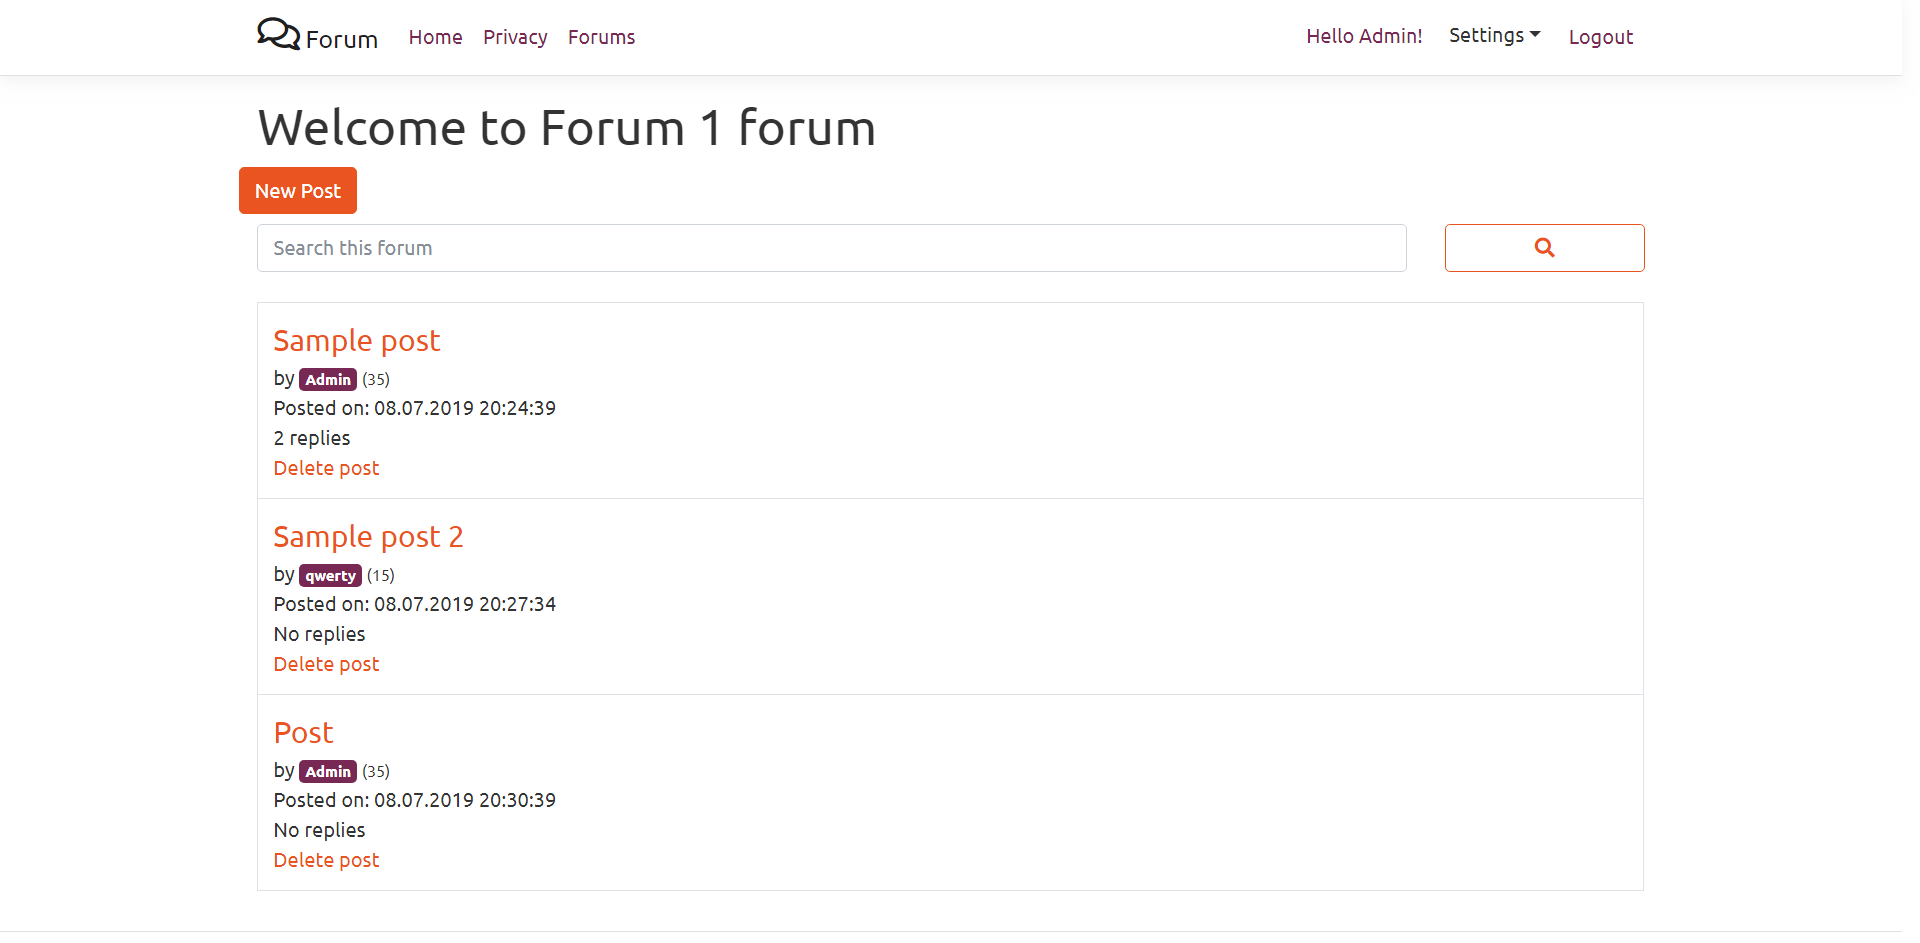 Forum Home Privacy Forums Hello Admin! Settings Logout
Welcome to Forum 1 forum
New Post
Search this forum
Sample post
by Admin (35)
Posted on: 08.07.2019 20:24:39
2 replies
Delete post
Sample post 2
by qwerty (15)
Posted on: 08.07.2019 20:27:34
No replies
Delete post
Post
by Admin (35)
Posted on: 08.07.2019 20:30:39
No replies
Delete post